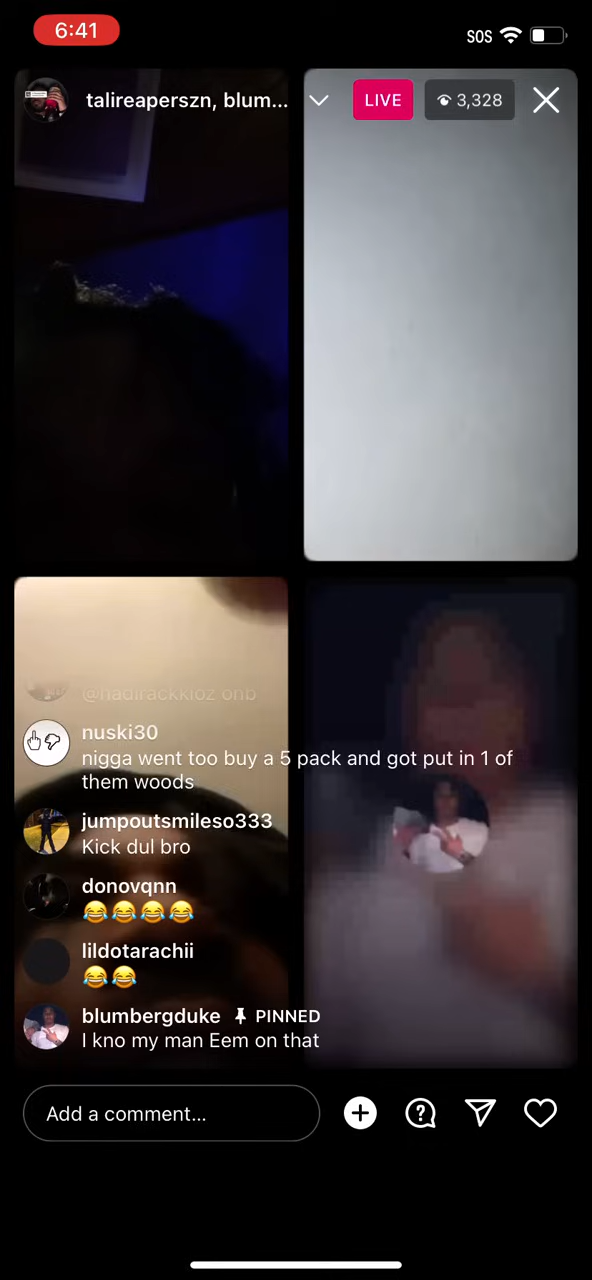 6:41
SOS
talireaperszn, blum...
LIVE
3,328
@hadirackkloz onb
nuski30
nigga went too buy a 5 pack and got put in 1 of
them woods
jumpoutsmileso333
Kick dul bro
donovqnn
😂😂😂😂
lildotarachii
😂😂
blumbergduke PINNED
I kno my man Eem on that
Add a comment...